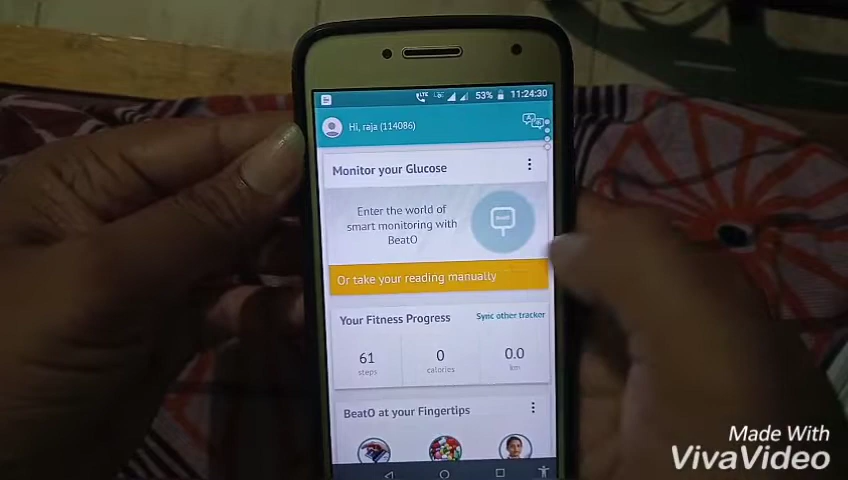 LTE 53% 11:24:30
Hi, raja (114086)
Monitor your Glucose
Enter the world of
smart monitoring with
BeatO
Or take your reading manually
Your Fitness Progress Sync other tracker
61 0 0.0
steps calories km
BeatO at your Fingertips
Made With
VivaVideo